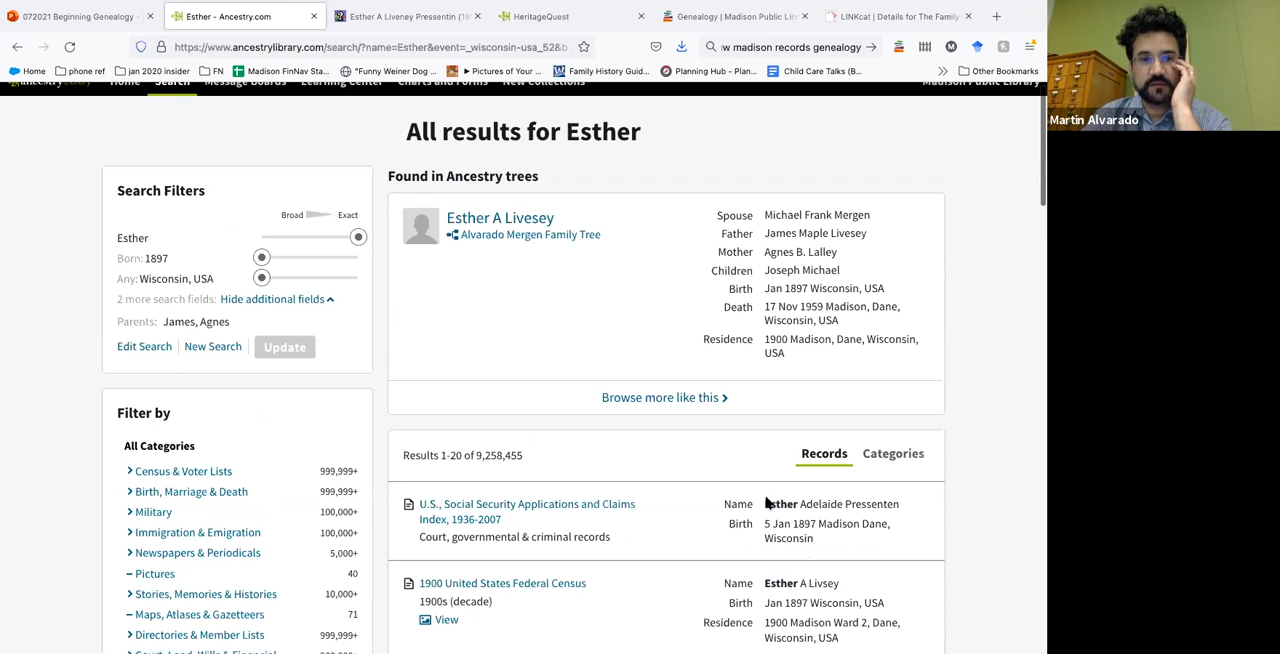 072021 Beginning Genealogy -
Esther - Ancestry.com
Esther A Liveney Pressentin (18
HeritageQuest
Genealogy | Madison Public Lib
LINKcat | Details for The Family
https://www.ancestrylibrary.com/search/?name=Esther&event=_wisconsin-usa_52&b
w madison records genealogy
Home
phone ref
jan 2020 insider
FN
Madison FinNav Sta...
"Funny Weiner Dog ...
▸ Pictures of Your ...
Family History Guid...
Planning Hub - Plan...
Child Care Talks (B...
Other Bookmarks
Home
Search
Message Boards
Learning Center
Charts and Forms
New Collections
Madison Public Library
Martin Alvarado
All results for Esther
Search Filters
Broad Exact
Esther
Born: 1897
Any: Wisconsin, USA
2 more search fields: Hide additional fields
Parents: James, Agnes
Edit Search New Search Update
Filter by
All Categories
Census & Voter Lists 999,999+
Birth, Marriage & Death 999,999+
Military 100,000+
Immigration & Emigration 100,000+
Newspapers & Periodicals 5,000+
Pictures 40
Stories, Memories & Histories 10,000+
Maps, Atlases & Gazetteers 71
Directories & Member Lists 999,999+
Court, Land, Wills & Financial
Found in Ancestry trees
Esther A Livesey
Alvarado Mergen Family Tree
Spouse Michael Frank Mergen
Father James Maple Livesey
Mother Agnes B. Lalley
Children Joseph Michael
Birth Jan 1897 Wisconsin, USA
Death 17 Nov 1959 Madison, Dane,
Wisconsin, USA
Residence 1900 Madison, Dane, Wisconsin,
USA
Browse more like this
Results 1-20 of 9,258,455
Records Categories
U.S., Social Security Applications and Claims
Index, 1936-2007
Court, governmental & criminal records
Name Esther Adelaide Pressenten
Birth 5 Jan 1897 Madison Dane,
Wisconsin
1900 United States Federal Census
1900s (decade)
View
Name Esther A Livsey
Birth Jan 1897 Wisconsin, USA
Residence 1900 Madison Ward 2, Dane,
Wisconsin, USA